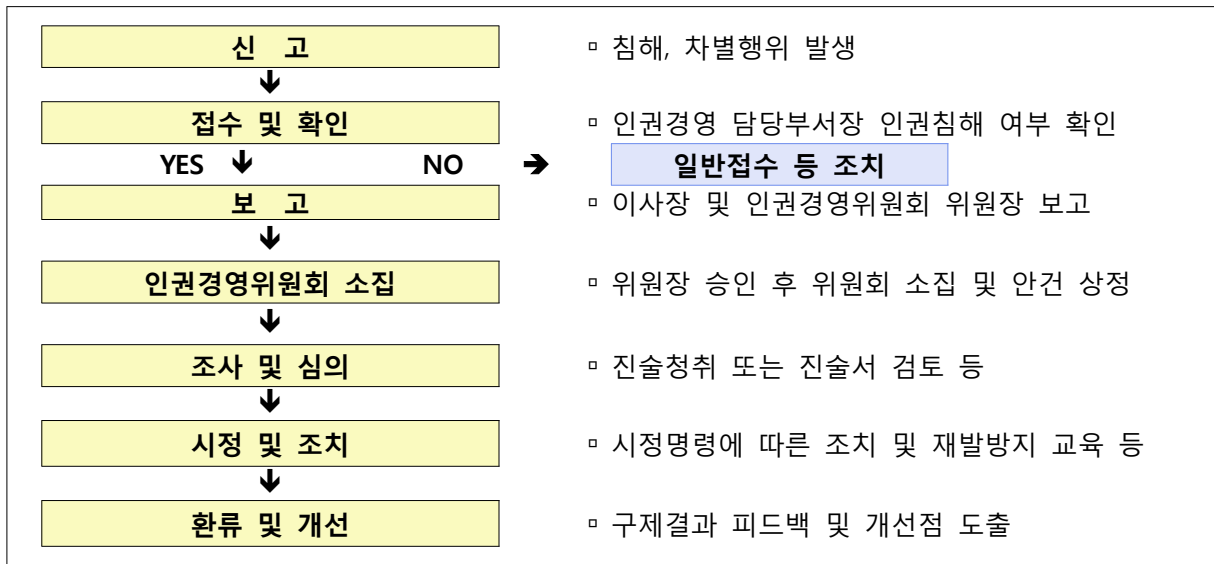 신 고 ▫ 침해, 차별행위 발생
🡻
접수 및 확인 ▫ 인권경영 담당부서장 인권침해 여부 확인
YES 🡻 NO 🡺 일반접수 등 조치
보 고 ▫ 이사장 및 인권경영위원회 위원장 보고
🡻
인권경영위원회 소집 ▫ 위원장 승인 후 위원회 소집 및 안건 상정
🡻
조사 및 심의 ▫ 진술청취 또는 진술서 검토 등
🡻
시정 및 조치 ▫ 시정명령에 따른 조치 및 재발방지 교육 등
🡻
환류 및 개선 ▫ 구제결과 피드백 및 개선점 도출